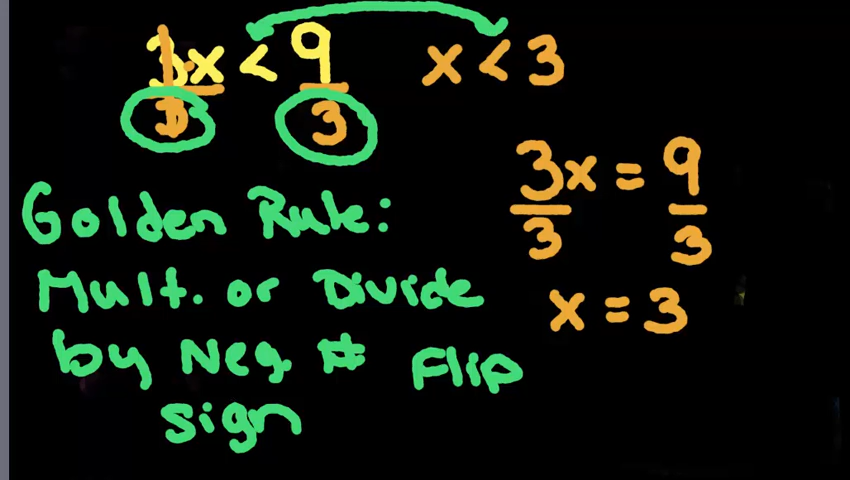 3x < 9 x < 3
3 3
3x = 9
3 3
Golden Rule:
Mult. or Divide
x = 3
by Neg. # Flip
sign